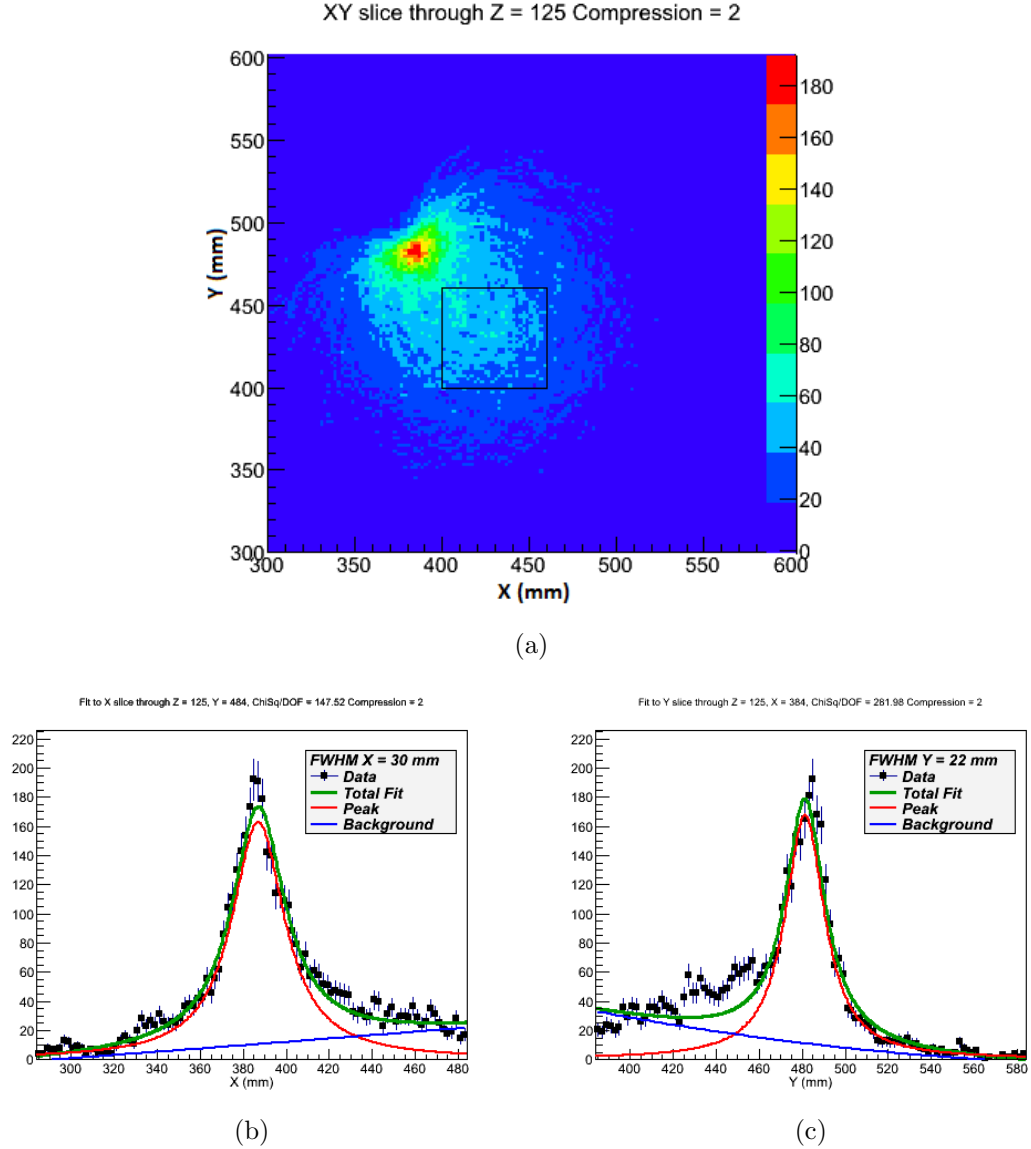 XY slice through Z = 125 Compression = 2
600
550
500
450
400
350
300
Y (mm)
180
160
140
120
100
80
60
40
20
0
300 350 400 450 500 550 600
X (mm)
(a)
Fit to X slice through Z = 125, Y = 484, ChiSq/DOF = 147.52 Compression = 2
220
200
180
160
140
120
100
80
60
40
20
0
FWHM X = 30 mm
Data
Total Fit
Peak
Background
300 320 340 360 380 400 420 440 460 480
X (mm)
(b)
Fit to Y slice through Z = 125, X = 384, ChiSq/DOF = 281.98 Compression = 2
220
200
180
160
140
120
100
80
60
40
20
0
FWHM Y = 22 mm
Data
Total Fit
Peak
Background
400 420 440 460 480 500 520 540 560 580
Y (mm)
(c)